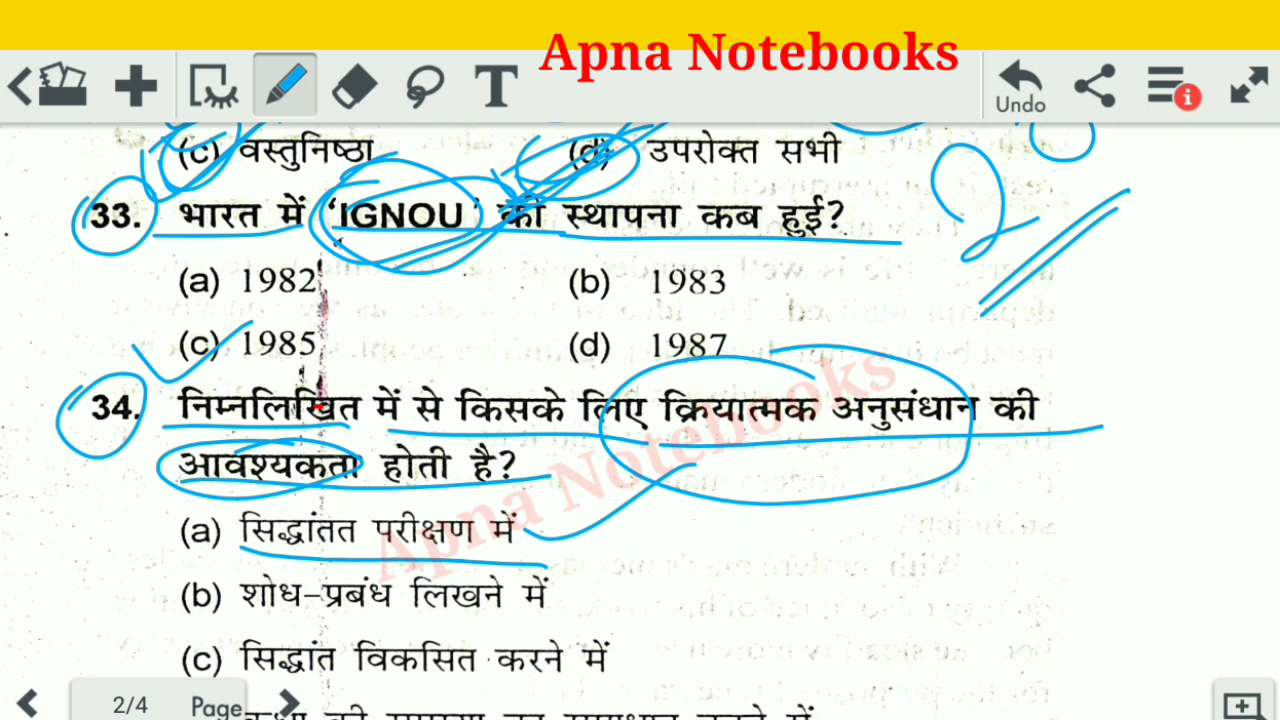 Apna Notebooks
Undo
(c) वस्तुनिष्ठा (d) उपरोक्त सभी
33. भारत में 'IGNOU' की स्थापना कब हुई?
(a) 1982 (b) 1983
(c) 1985 (d) 1987
34. निम्नलिखित में से किसके लिए क्रियात्मक अनुसंधान की
आवश्यकता होती है?
(a) सिद्धांतत परीक्षण में
(b) शोध-प्रबंध लिखने में
(c) सिद्धांत विकसित करने में
Apna Notebooks
2/4 Page